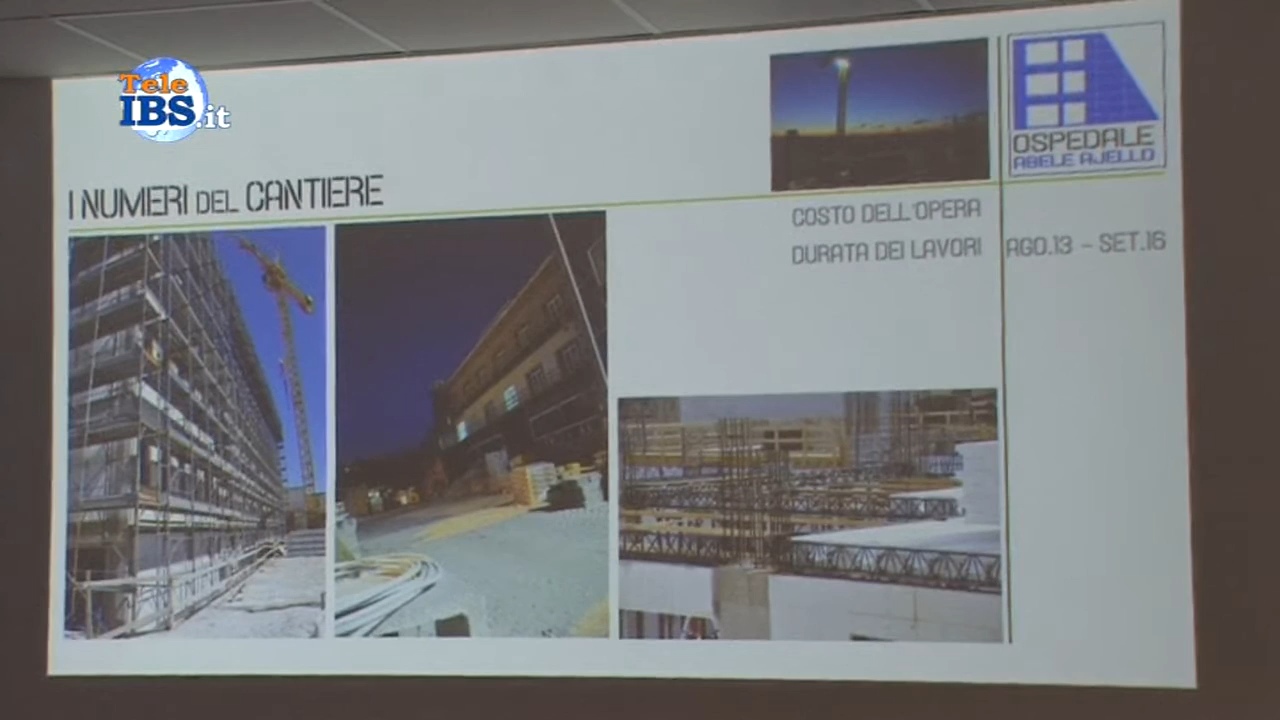 Tele
IBS.it
OSPEDALE
ABELE AJELLO
I NUMERI DEL CANTIERE
COSTO DELL'OPERA
DURATA DEI LAVORI AGO.13 - SET.16